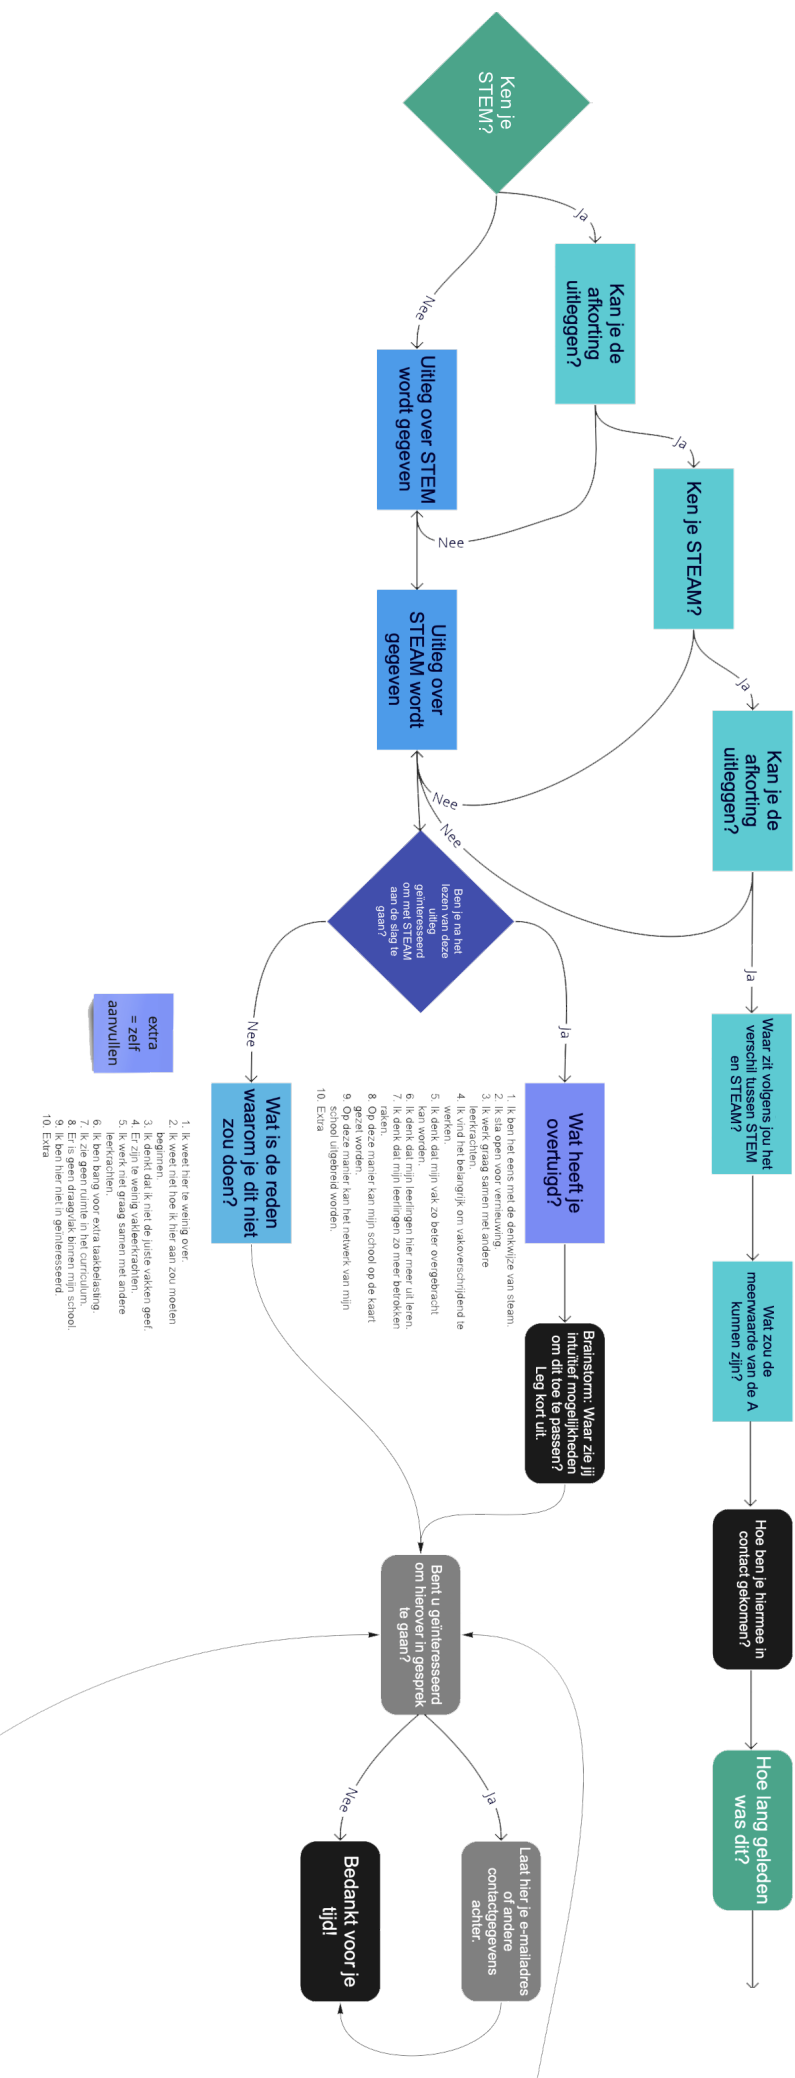 Ken je
STEM?
Ja
Nee
Kan je de
afkorting
uitleggen?
Uitleg over STEM
wordt gegeven
Ja
Nee
Ken je STEAM?
Uitleg over
STEAM wordt
gegeven
Ja
Nee
Kan je de
afkorting
uitleggen?
Nee
Ja
Waar zit volgens jou het
verschil tussen STEM
en STEAM?
Wat zou de
meerwaarde van de A
kunnen zijn?
Hoe ben je hiermee in
contact gekomen?
Hoe lang geleden
was dit?
Ben je na het
lezen van deze
uitleg
geïnteresseerd
om met STEAM
aan de slag te
gaan?
Ja
Nee
Wat heeft je
overtuigd?
1. Ik ben het eens met de denkwijze van steam.
2. Ik sta open voor vernieuwing.
3. Ik werk graag samen met andere
leerkrachten.
4. Ik vind het belangrijk om vakoverschrijdend te
werken.
5. Ik denk dat mijn vak zo beter overgebracht
kan worden.
6. Ik denk dat mijn leerlingen hier meer uit leren.
7. Ik denk dat mijn leerlingen zo meer betrokken
raken.
8. Op deze manier kan mijn school op de kaart
gezet worden.
9. Op deze manier kan het netwerk van mijn
school uitgebreid worden.
10. Extra
Brainstorm: Waar zie jij
intuïtief mogelijkheden
om dit toe te passen?
Leg kort uit.
Wat is de reden
waarom je dit niet
zou doen?
1. Ik weet hier te weinig over.
2. Ik weet niet hoe ik hier aan zou moeten
beginnen.
3. Ik denkt dat ik niet de juiste vakken geef.
4. Er zijn te weinig vakleerkrachten.
5. Ik werk niet graag samen met andere
leerkrachten.
6. Ik ben bang voor extra taakbelasting.
7. Ik zie geen ruimte in het curriculum.
8. Er is geen draagvlak binnen mijn school.
9. Ik ben hier niet in geïnteresseerd.
10. Extra
extra
= zelf
aanvullen
Bent u geïnteresseerd
om hierover in gesprek
te gaan?
Ja
Nee
Laat hier je e-mailadres
of andere
contactgegevens
achter.
Bedankt voor je
tijd!